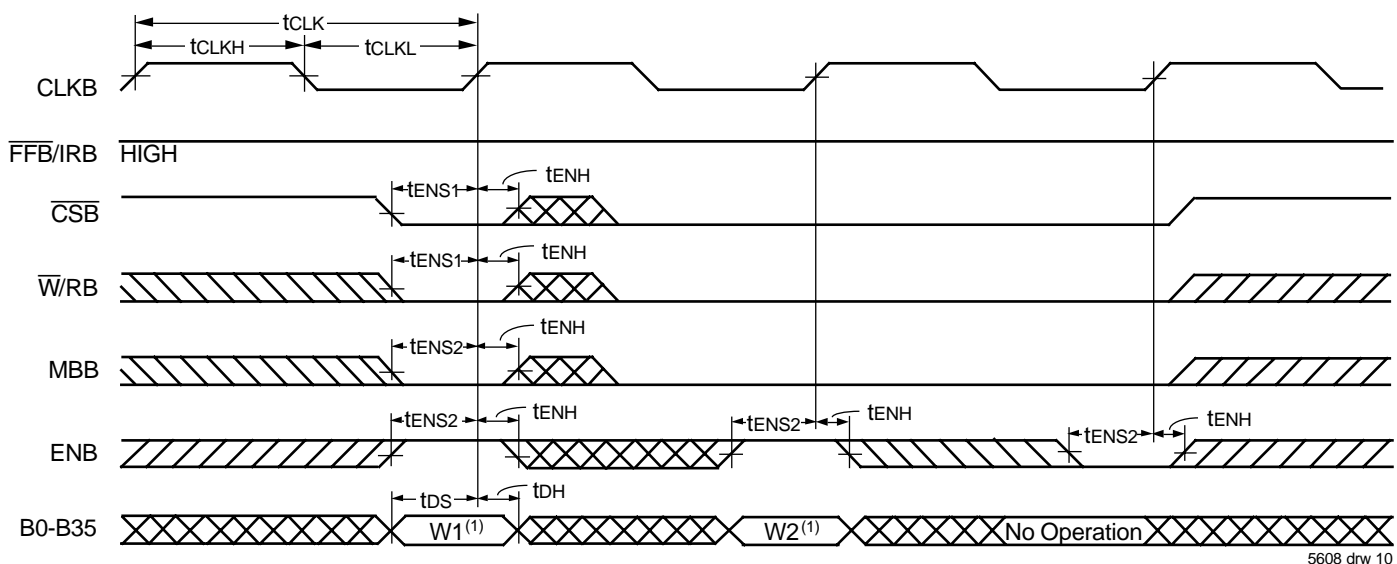 tCLK
tCLKH tCLKL
CLKB
FFB/IRB HIGH
tENS1 tENH
CSB
tENS1 tENH
W/RB
tENS2 tENH
MBB
tENS2 tENH tENS2 tENH tENS2 tENH
ENB
tDS tDH
B0-B35 W1(1) W2(1) No Operation
5608 drw 10